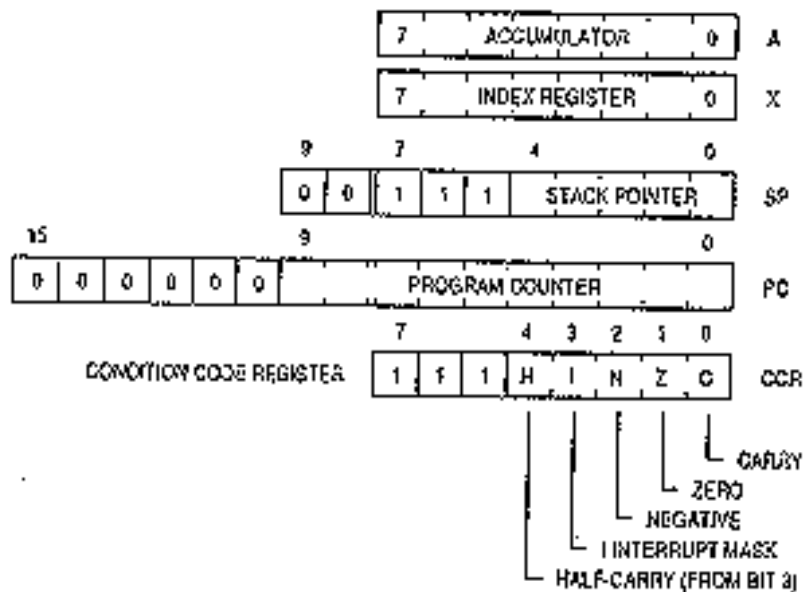 7 ACCUMULATOR 0 A
7 INDEX REGISTER 0 X
9 7 4 0
0 0 1 1 1 STACK POINTER SP
15 9 0
0 0 0 0 0 0 PROGRAM COUNTER PC
7 4 3 2 1 0
CONDITION CODE REGISTER 1 1 1 H I N Z C CCR
CARRY
ZERO
NEGATIVE
I INTERRUPT MASK
HALF-CARRY (FROM BIT 3)